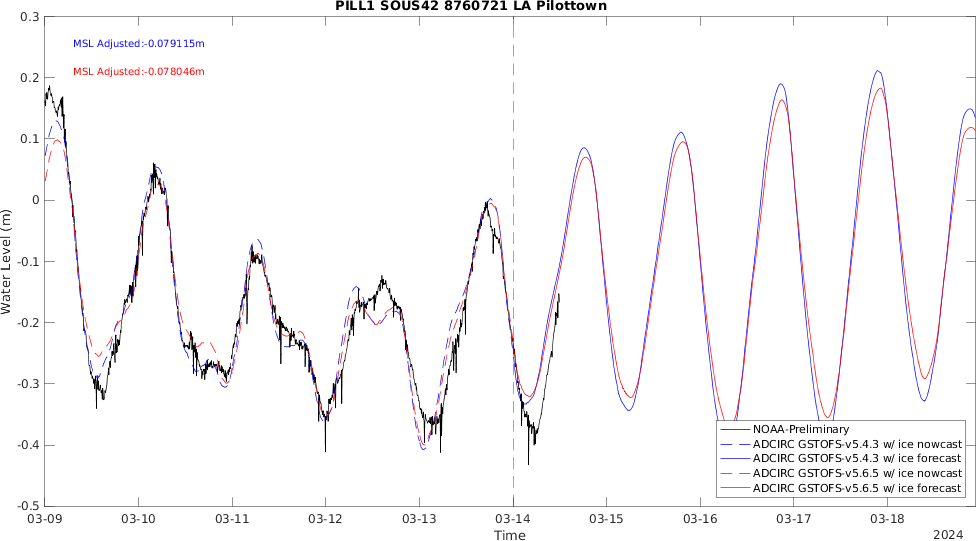 PILL1 SOUS42 8760721 LA Pilottown
MSL Adjusted:-0.079115m
MSL Adjusted:-0.078046m
0.3
0.2
0.1
0
-0.1
-0.2
-0.3
-0.4
-0.5
Water Level (m)
NOAA-Preliminary
ADCIRC GSTOFS-v5.4.3 w/ ice nowcast
ADCIRC GSTOFS-v5.4.3 w/ ice forecast
ADCIRC GSTOFS-v5.6.5 w/ ice nowcast
ADCIRC GSTOFS-v5.6.5 w/ ice forecast
03-09 03-10 03-11 03-12 03-13 03-14 03-15 03-16 03-17 03-18
Time
2024